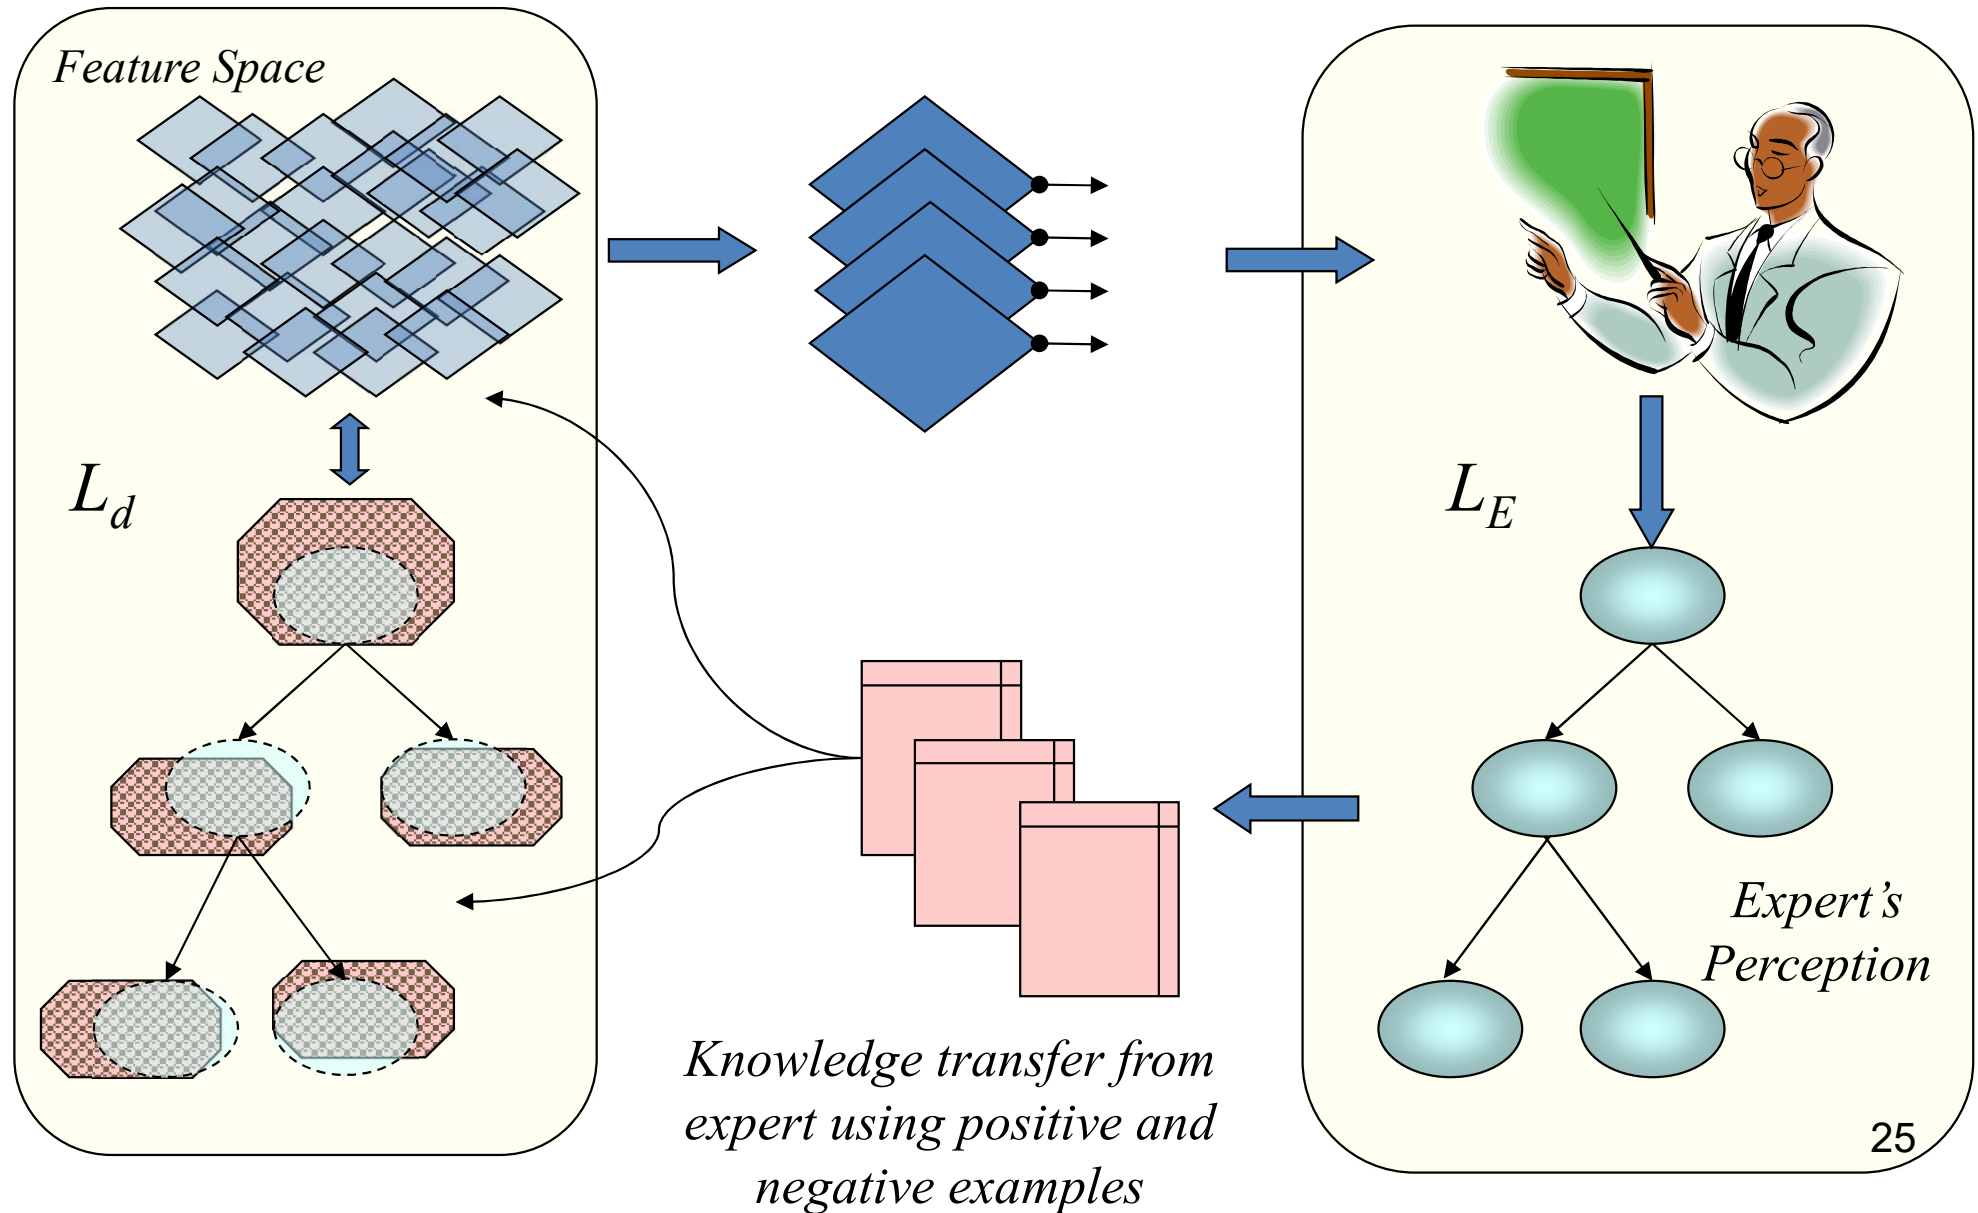 Feature Space
L_d
L_E
Expert’s
Perception
Knowledge transfer from
expert using positive and
negative examples
25